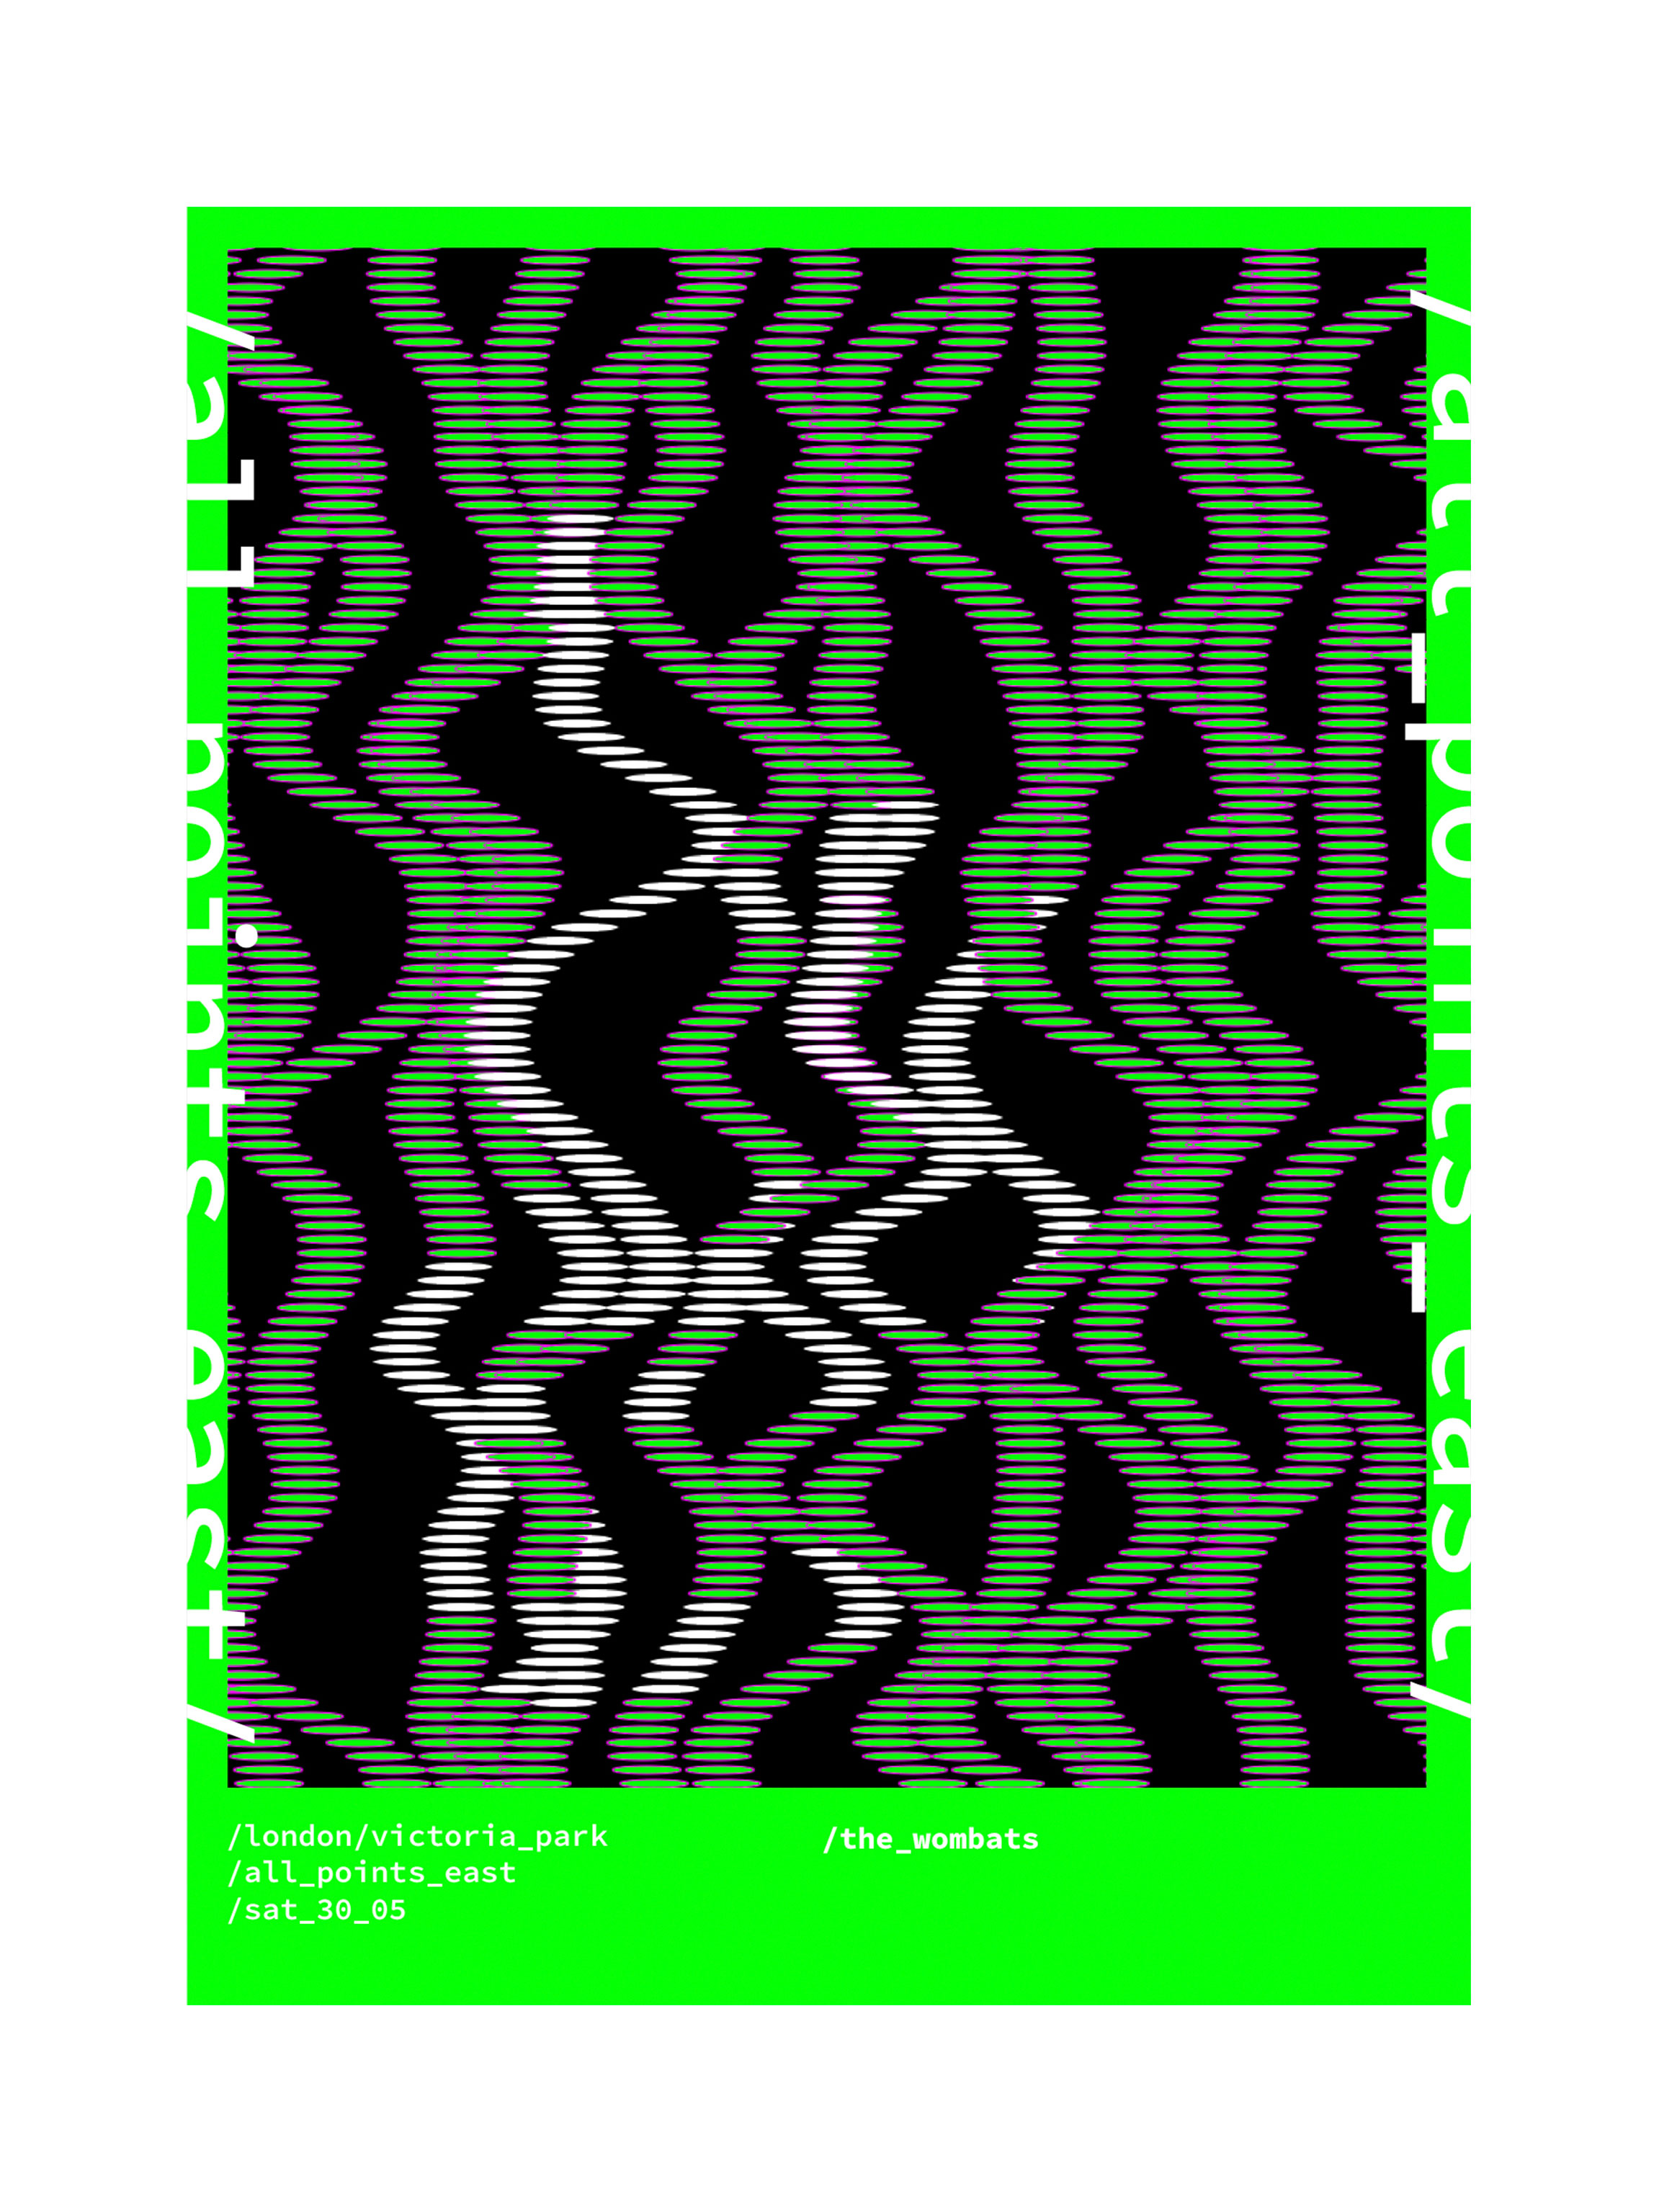 /all_points_east/
/all_points_east/
/london/victoria_park
/all_points_east
/sat_30_05
/the_wombats